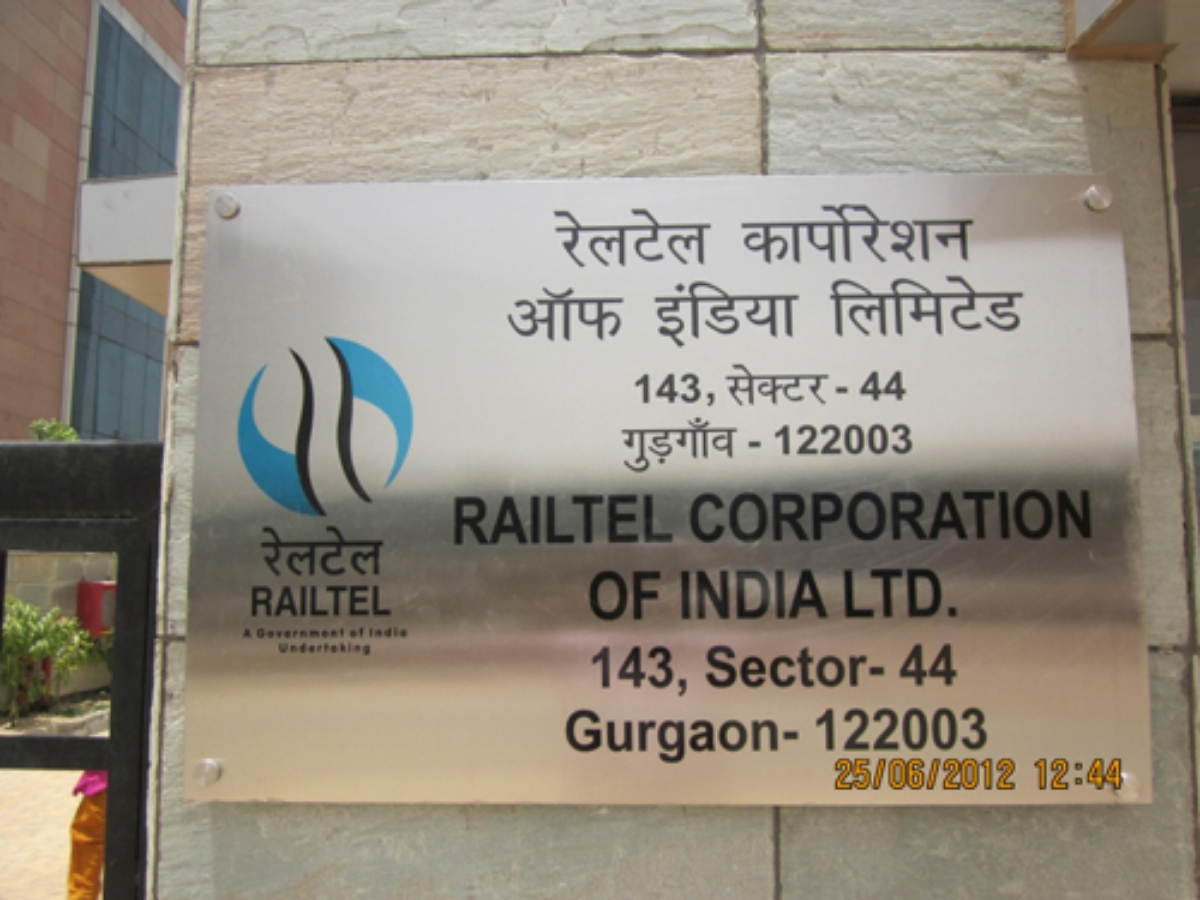 रेलटेल कार्पोरेशन
ऑफ इंडिया लिमिटेड
143, सेक्टर - 44
गुड़गाँव - 122003
RAILTEL CORPORATION
OF INDIA LTD.
143, Sector- 44
Gurgaon- 122003
रेलटेल
RAILTEL
A Government of India
Undertaking
25/06/2012 12:44